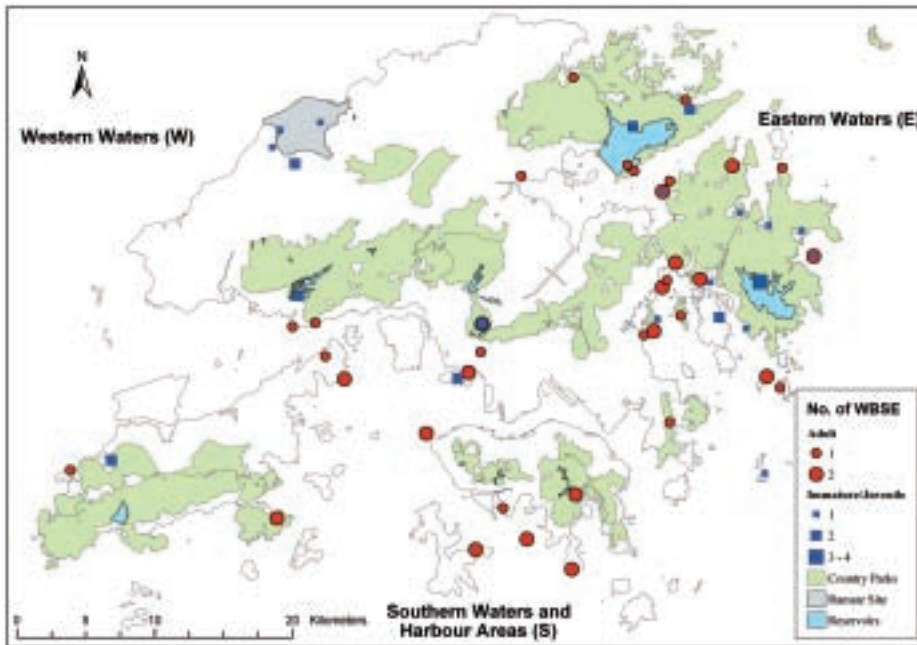 N
Western Waters (W)
Eastern Waters (E)
No. of WBSE
Adult
1
2
Immature/Juvenile
1
2
3 - 4
Country Parks
Ramsar Site
Reservoirs
Southern Waters and
Harbour Areas (S)
0 5 10 20 Kilometers